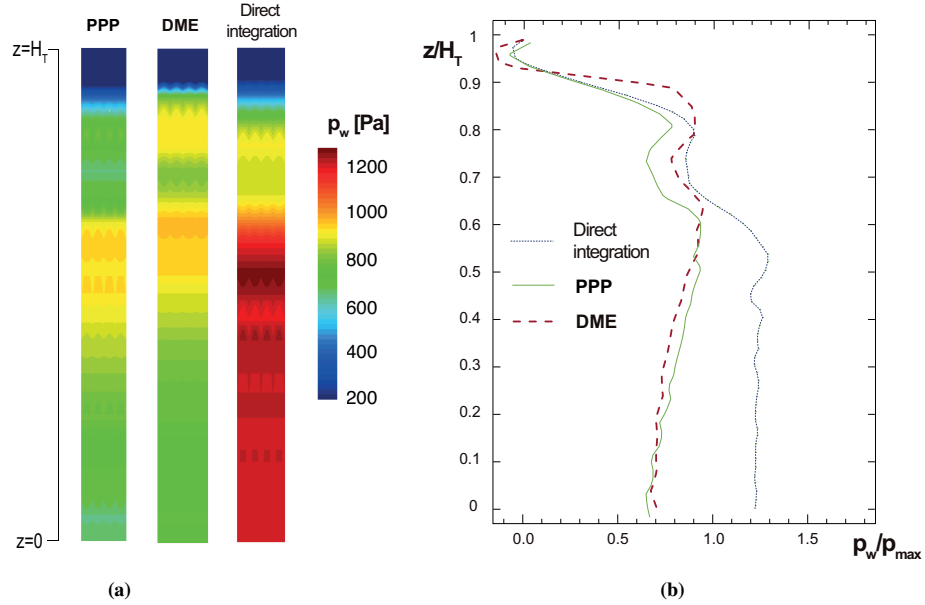 PPP
DME
Direct
integration
z=H_T
z=0
p_w [Pa]
1200
1000
800
600
400
200
(a)
z/H_T
1
0.9
0.8
0.7
0.6
0.5
0.4
0.3
0.2
0.1
0
Direct
integration
PPP
DME
0.0
0.5
1.0
1.5
p_w/p_max
(b)